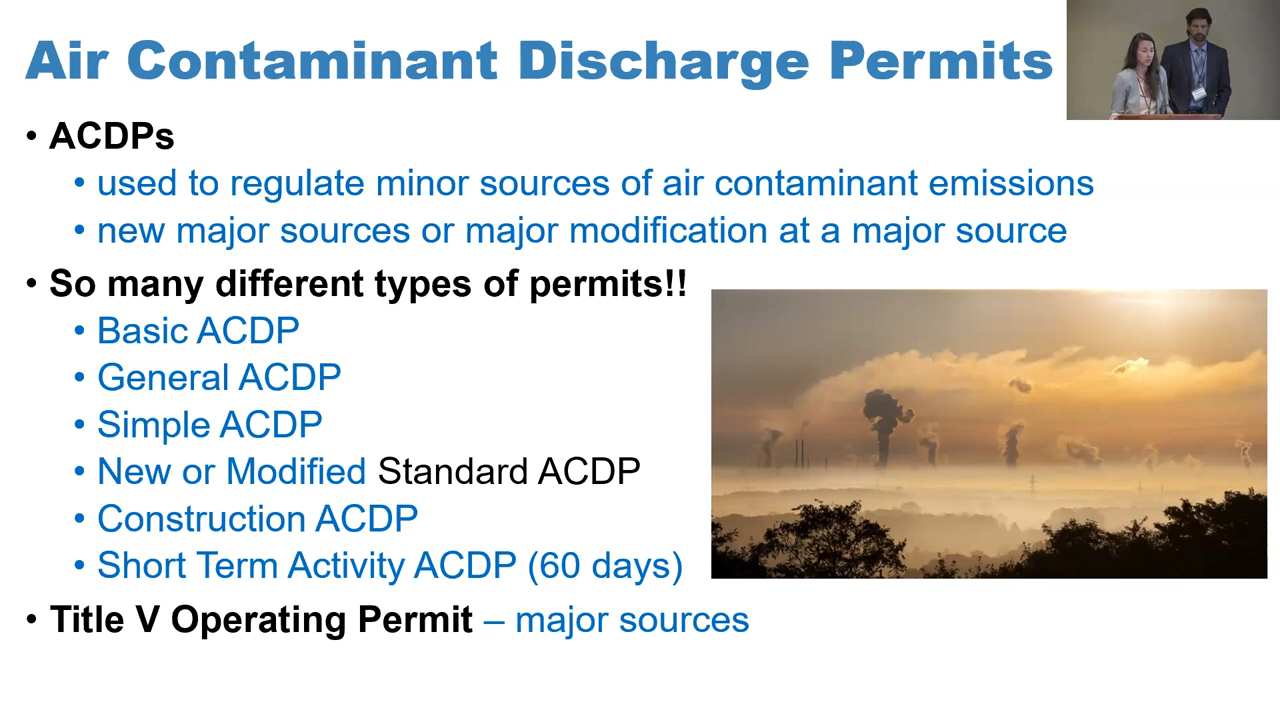 Air Contaminant Discharge Permits
• ACDPs
• used to regulate minor sources of air contaminant emissions
• new major sources or major modification at a major source
• So many different types of permits!!
• Basic ACDP
• General ACDP
• Simple ACDP
• New or Modified Standard ACDP
• Construction ACDP
• Short Term Activity ACDP (60 days)
• Title V Operating Permit – major sources